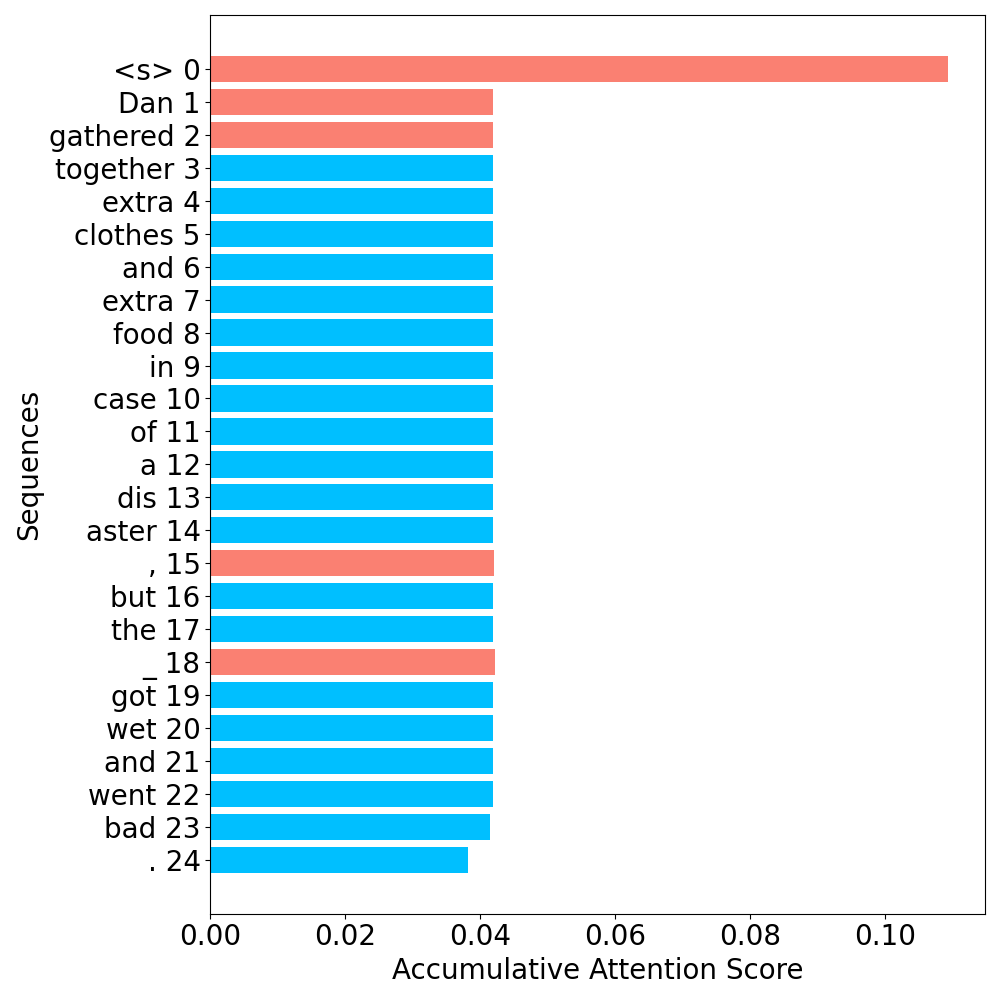 <s> 0
Dan 1
gathered 2
together 3
extra 4
clothes 5
and 6
extra 7
food 8
in 9
case 10
of 11
a 12
dis 13
aster 14
, 15
but 16
the 17
_ 18
got 19
wet 20
and 21
went 22
bad 23
. 24
Sequences
0.00 0.02 0.04 0.06 0.08 0.10
Accumulative Attention Score